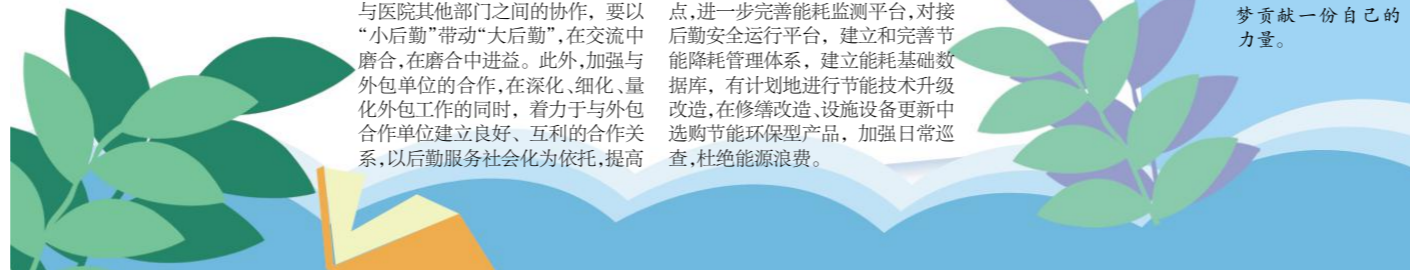 与医院其他部门之间的协作，要以
“小后勤”带动“大后勤”,在交流中
磨合,在磨合中进益。此外,加强与
外包单位的合作,在深化、细化、量
化外包工作的同时，着力于与外包
合作单位建立良好、互利的合作关
系,以后勤服务社会化为依托,提高
点,进一步完善能耗监测平台,对接
后勤安全运行平台，建立和完善节
能降耗管理体系，建立能耗基础数
据库，有计划地进行节能技术升级
改造,在修缮改造、设施设备更新中
选购节能环保型产品，加强日常巡
查,杜绝能源浪费。
梦贡献一份自己的
力量。